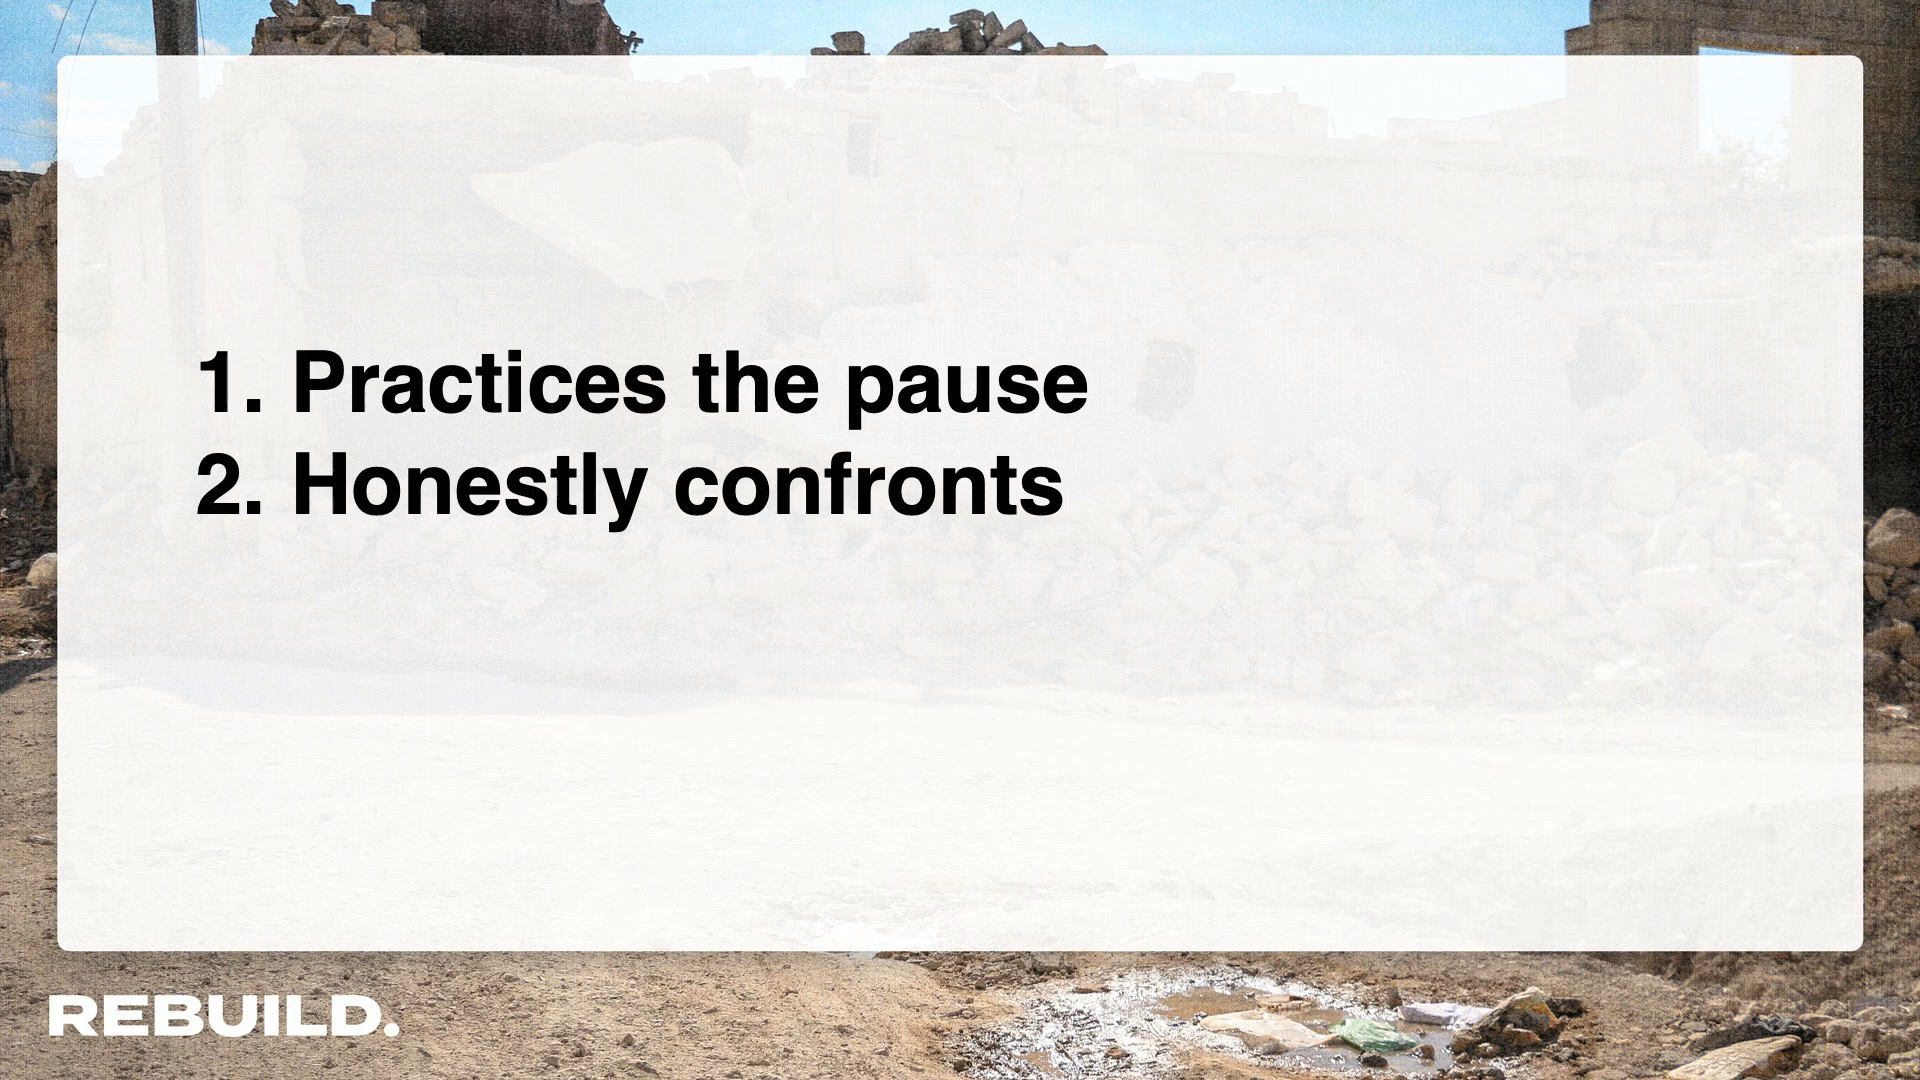 1. Practices the pause
2. Honestly confronts
REBUILD.